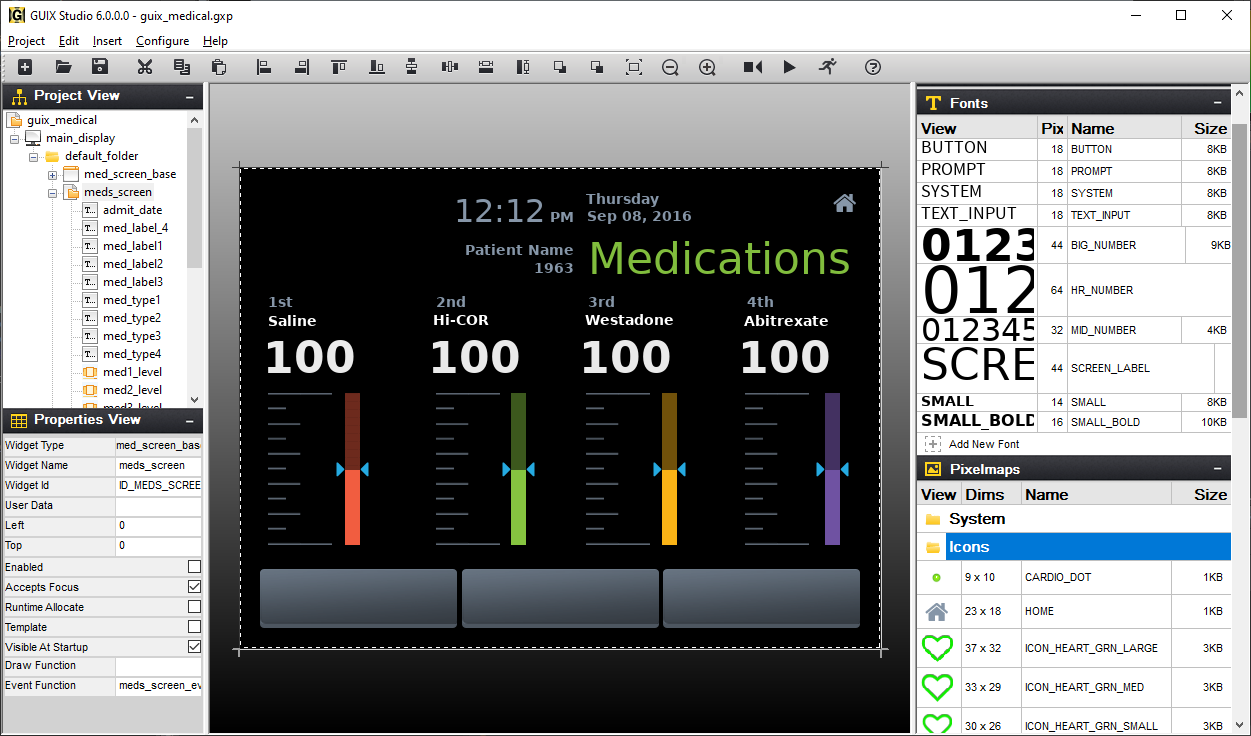 GUIX Studio 6.0.0.0 - guix_medical.gxp
Project Edit Insert Configure Help
Project View
guix_medical
main_display
default_folder
med_screen_base
meds_screen
T... admit_date
T... med_label_4
T... med_label1
T... med_label2
T... med_label3
T... med_type1
T... med_type2
T... med_type3
T... med_type4
med1_level
med2_level
med3_level
Properties View
Widget Type med_screen_bas
Widget Name meds_screen
Widget Id ID_MEDS_SCREE
User Data
Left 0
Top 0
Enabled
Accepts Focus
Runtime Allocate
Template
Visible At Startup
Draw Function
Event Function meds_screen_ev
12:12 PM
Thursday
Sep 08, 2016
Patient Name
1963
Medications
1st 2nd 3rd 4th
Saline Hi-COR Westadone Abitrexate
100 100 100 100
Fonts
View Pix Name Size
BUTTON 18 BUTTON 8KB
PROMPT 18 PROMPT 8KB
SYSTEM 18 SYSTEM 8KB
TEXT_INPUT 18 TEXT_INPUT 8KB
0123 44 BIG_NUMBER 9KB
012 64 HR_NUMBER
012345 32 MID_NUMBER 4KB
SCRE 44 SCREEN_LABEL
SMALL 14 SMALL 8KB
SMALL_BOLD 16 SMALL_BOLD 10KB
Add New Font
Pixelmaps
View Dims Name Size
System
Icons
9 x 10 CARDIO_DOT 1KB
23 x 18 HOME 1KB
37 x 32 ICON_HEART_GRN_LARGE 3KB
33 x 29 ICON_HEART_GRN_MED 3KB
30 x 26 ICON_HEART_GRN_SMALL 3KB